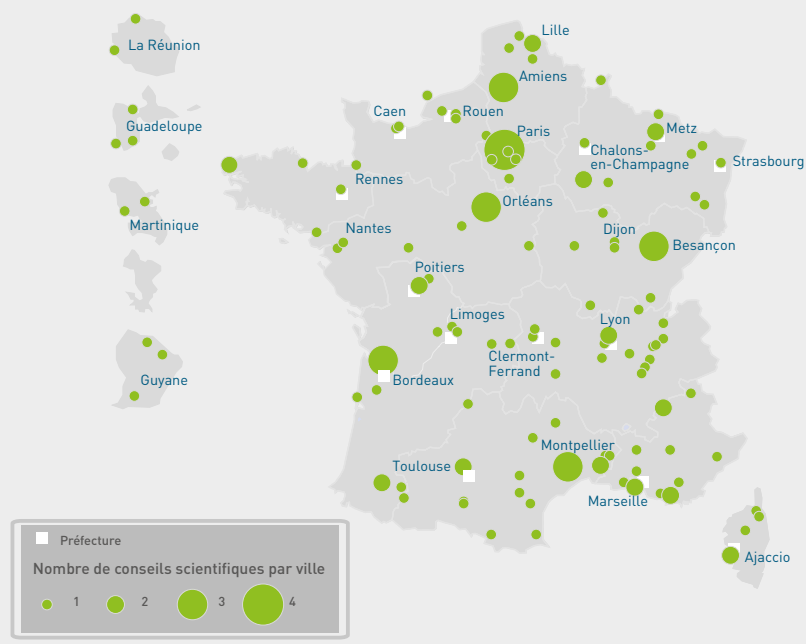 Lille
La Réunion
Amiens
Caen
Rouen
Guadeloupe
Paris
Metz
Chalons-
en-Champagne
Strasbourg
Rennes
Orléans
Martinique
Nantes
Dijon
Besançon
Poitiers
Limoges
Lyon
Clermont-
Ferrand
Guyane
Bordeaux
Montpellier
Toulouse
Marseille
Ajaccio
Préfecture
Nombre de conseils scientifiques par ville
1 2 3 4